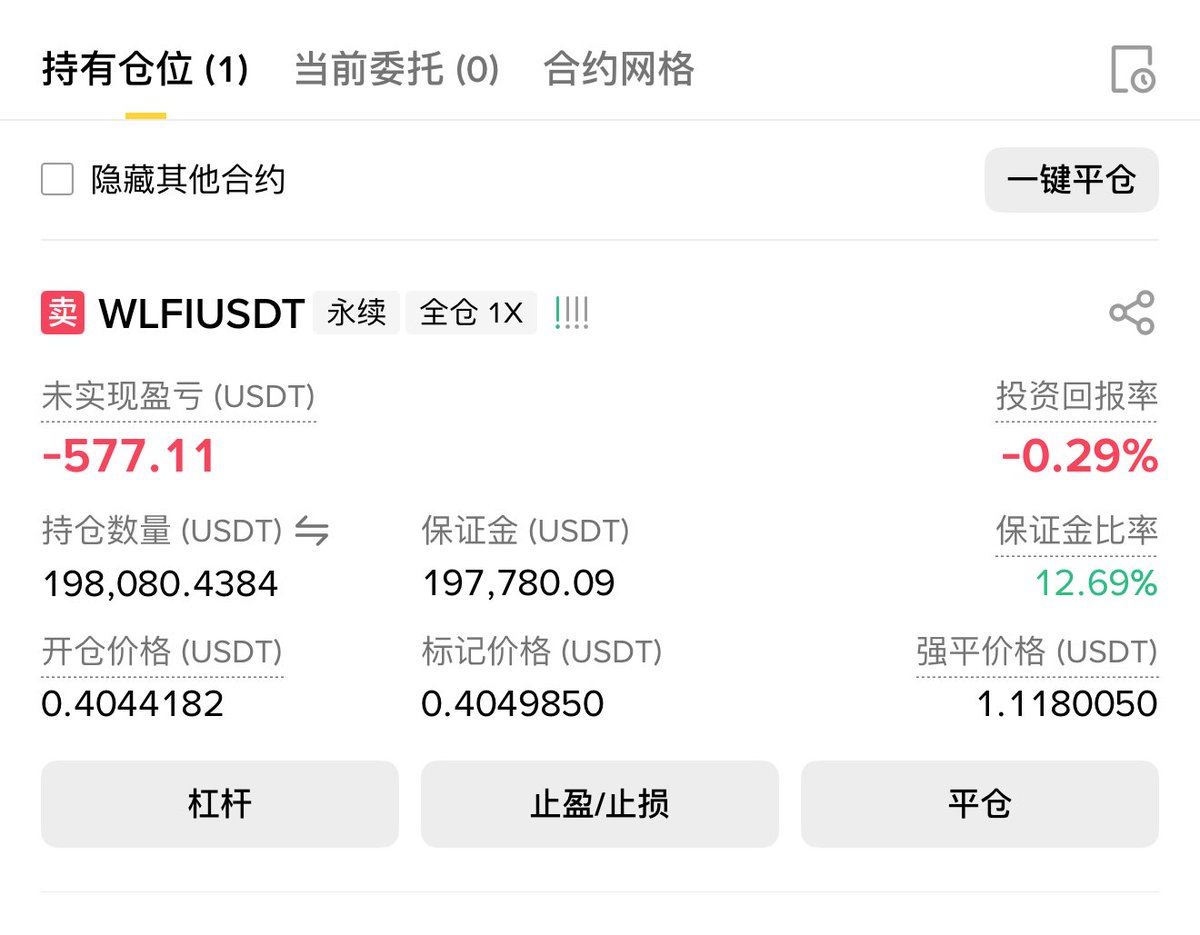 持有仓位 (1) 当前委托 (0) 合约网格
隐藏其他合约 一键平仓
卖 WLFIUSDT 永续 全仓 1X !!!!
未实现盈亏 (USDT) 投资回报率
-577.11 -0.29%
持仓数量 (USDT) 保证金 (USDT) 保证金比率
198,080.4384 197,780.09 12.69%
开仓价格 (USDT) 标记价格 (USDT) 强平价格 (USDT)
0.4044182 0.4049850 1.1180050
杠杆 止盈/止损 平仓